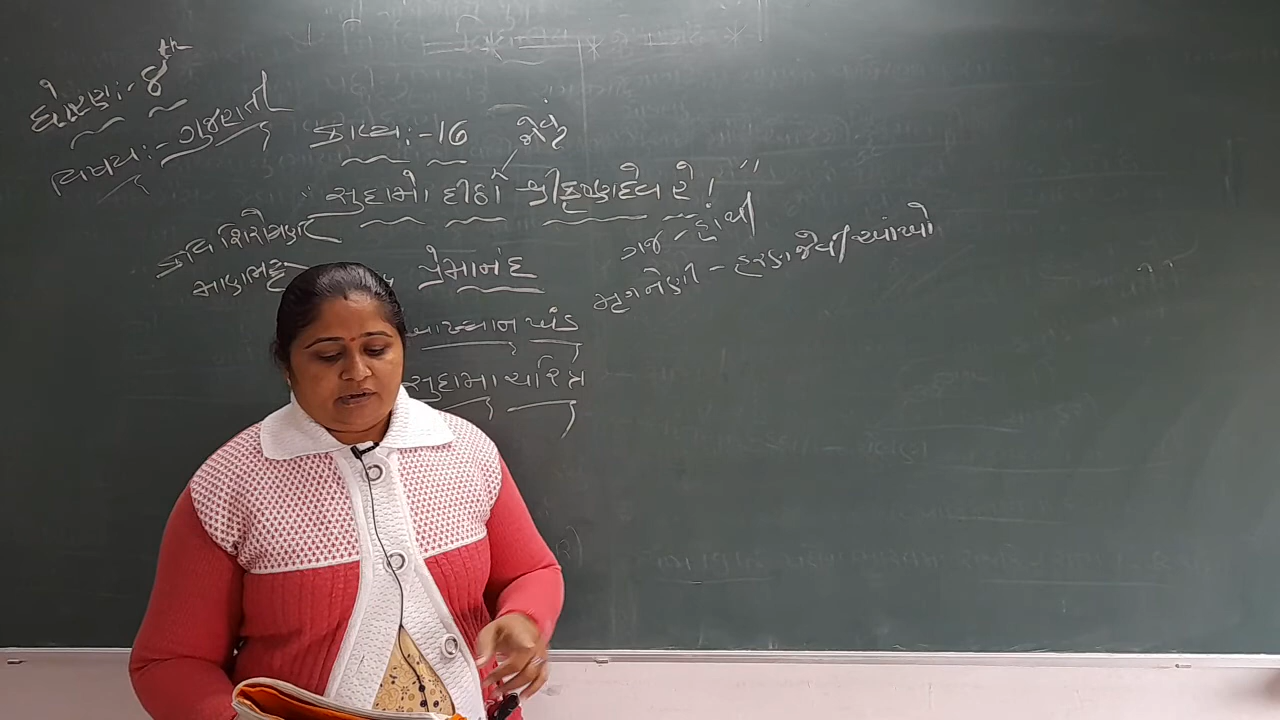 ધોરણ:- 8th
વિષય:- ગુજરાતી
કાવ્ય:-16
જોયું
"સુદામે દીઠા શ્રીકૃષ્ણદેવ રે! "
કવિ શિરોમણી
માણભટ્ટ
પ્રેમાનંદ
ગજ - હાથી
મૃગનેણી - હરણ જેવી આંખો
આખ્યાન ખંડ
સુદામા ચરિત્ર